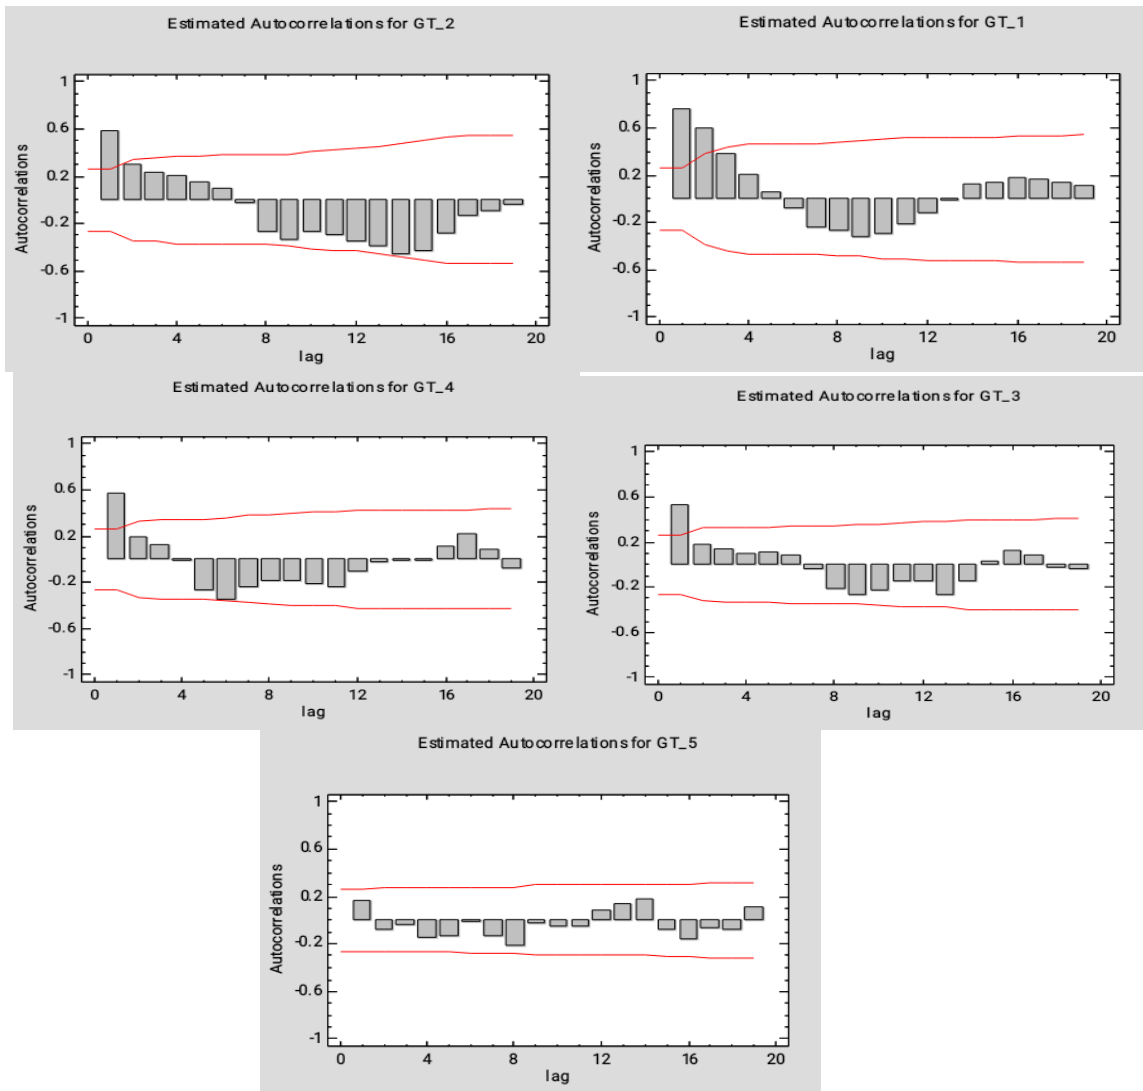 Estimated Autocorrelations for GT_2
Autocorrelations
1
0.6
0.2
-0.2
-0.6
-1
0 4 8 12 16 20
lag
Estimated Autocorrelations for GT_1
Autocorrelations
1
0.6
0.2
-0.2
-0.6
-1
0 4 8 12 16 20
lag
Estimated Autocorrelations for GT_4
Autocorrelations
1
0.6
0.2
-0.2
-0.6
-1
0 4 8 12 16 20
lag
Estimated Autocorrelations for GT_3
Autocorrelations
1
0.6
0.2
-0.2
-0.6
-1
0 4 8 12 16 20
lag
Estimated Autocorrelations for GT_5
Autocorrelations
1
0.6
0.2
-0.2
-0.6
-1
0 4 8 12 16 20
lag